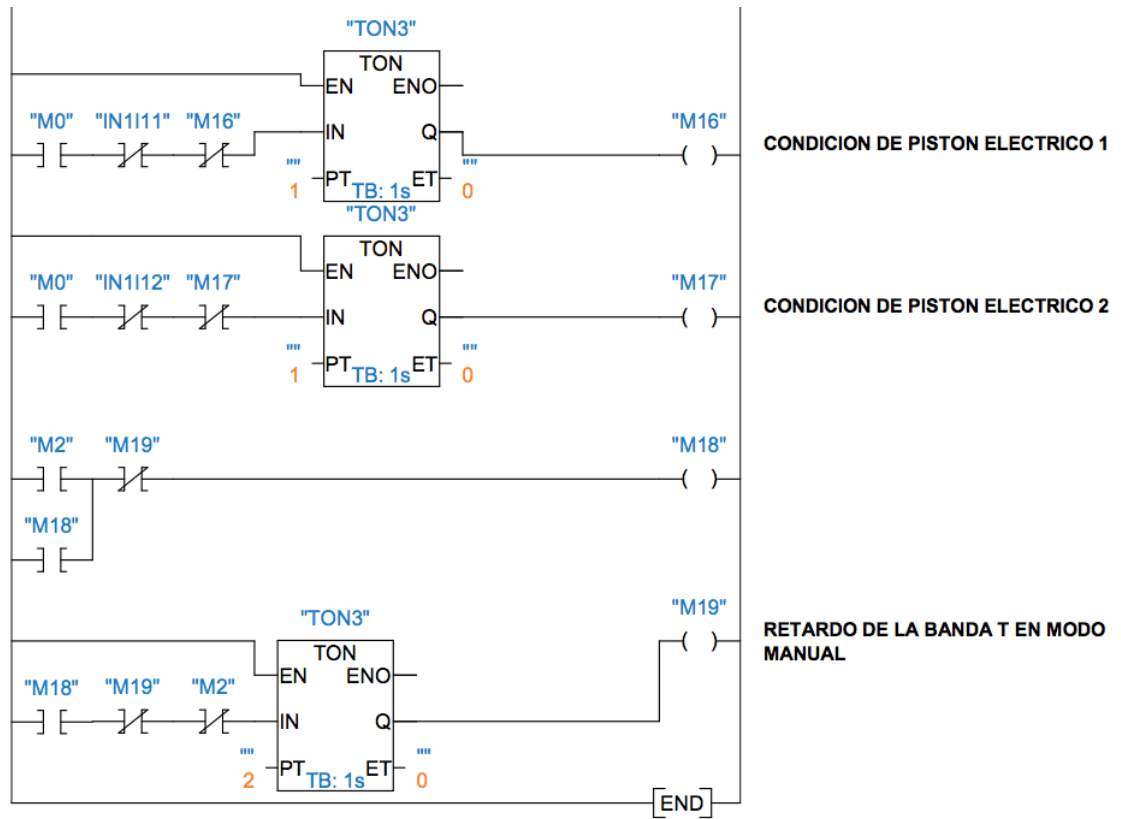 "TON3"
TON
EN ENO
"M0" "IN1I11" "M16"
IN Q
"M16"
CONDICION DE PISTON ELECTRICO 1
"" ""
1 PT TB: 1s ET 0
"TON3"
TON
EN ENO
"M0" "IN1I12" "M17"
IN Q
"M17"
CONDICION DE PISTON ELECTRICO 2
"" ""
1 PT TB: 1s ET 0
"M2" "M19" "M18"
"M18"
"TON3"
TON
EN ENO
"M19"
RETARDO DE LA BANDA T EN MODO
MANUAL
"M18" "M19" "M2"
IN Q
"" ""
2 PT TB: 1s ET 0
END